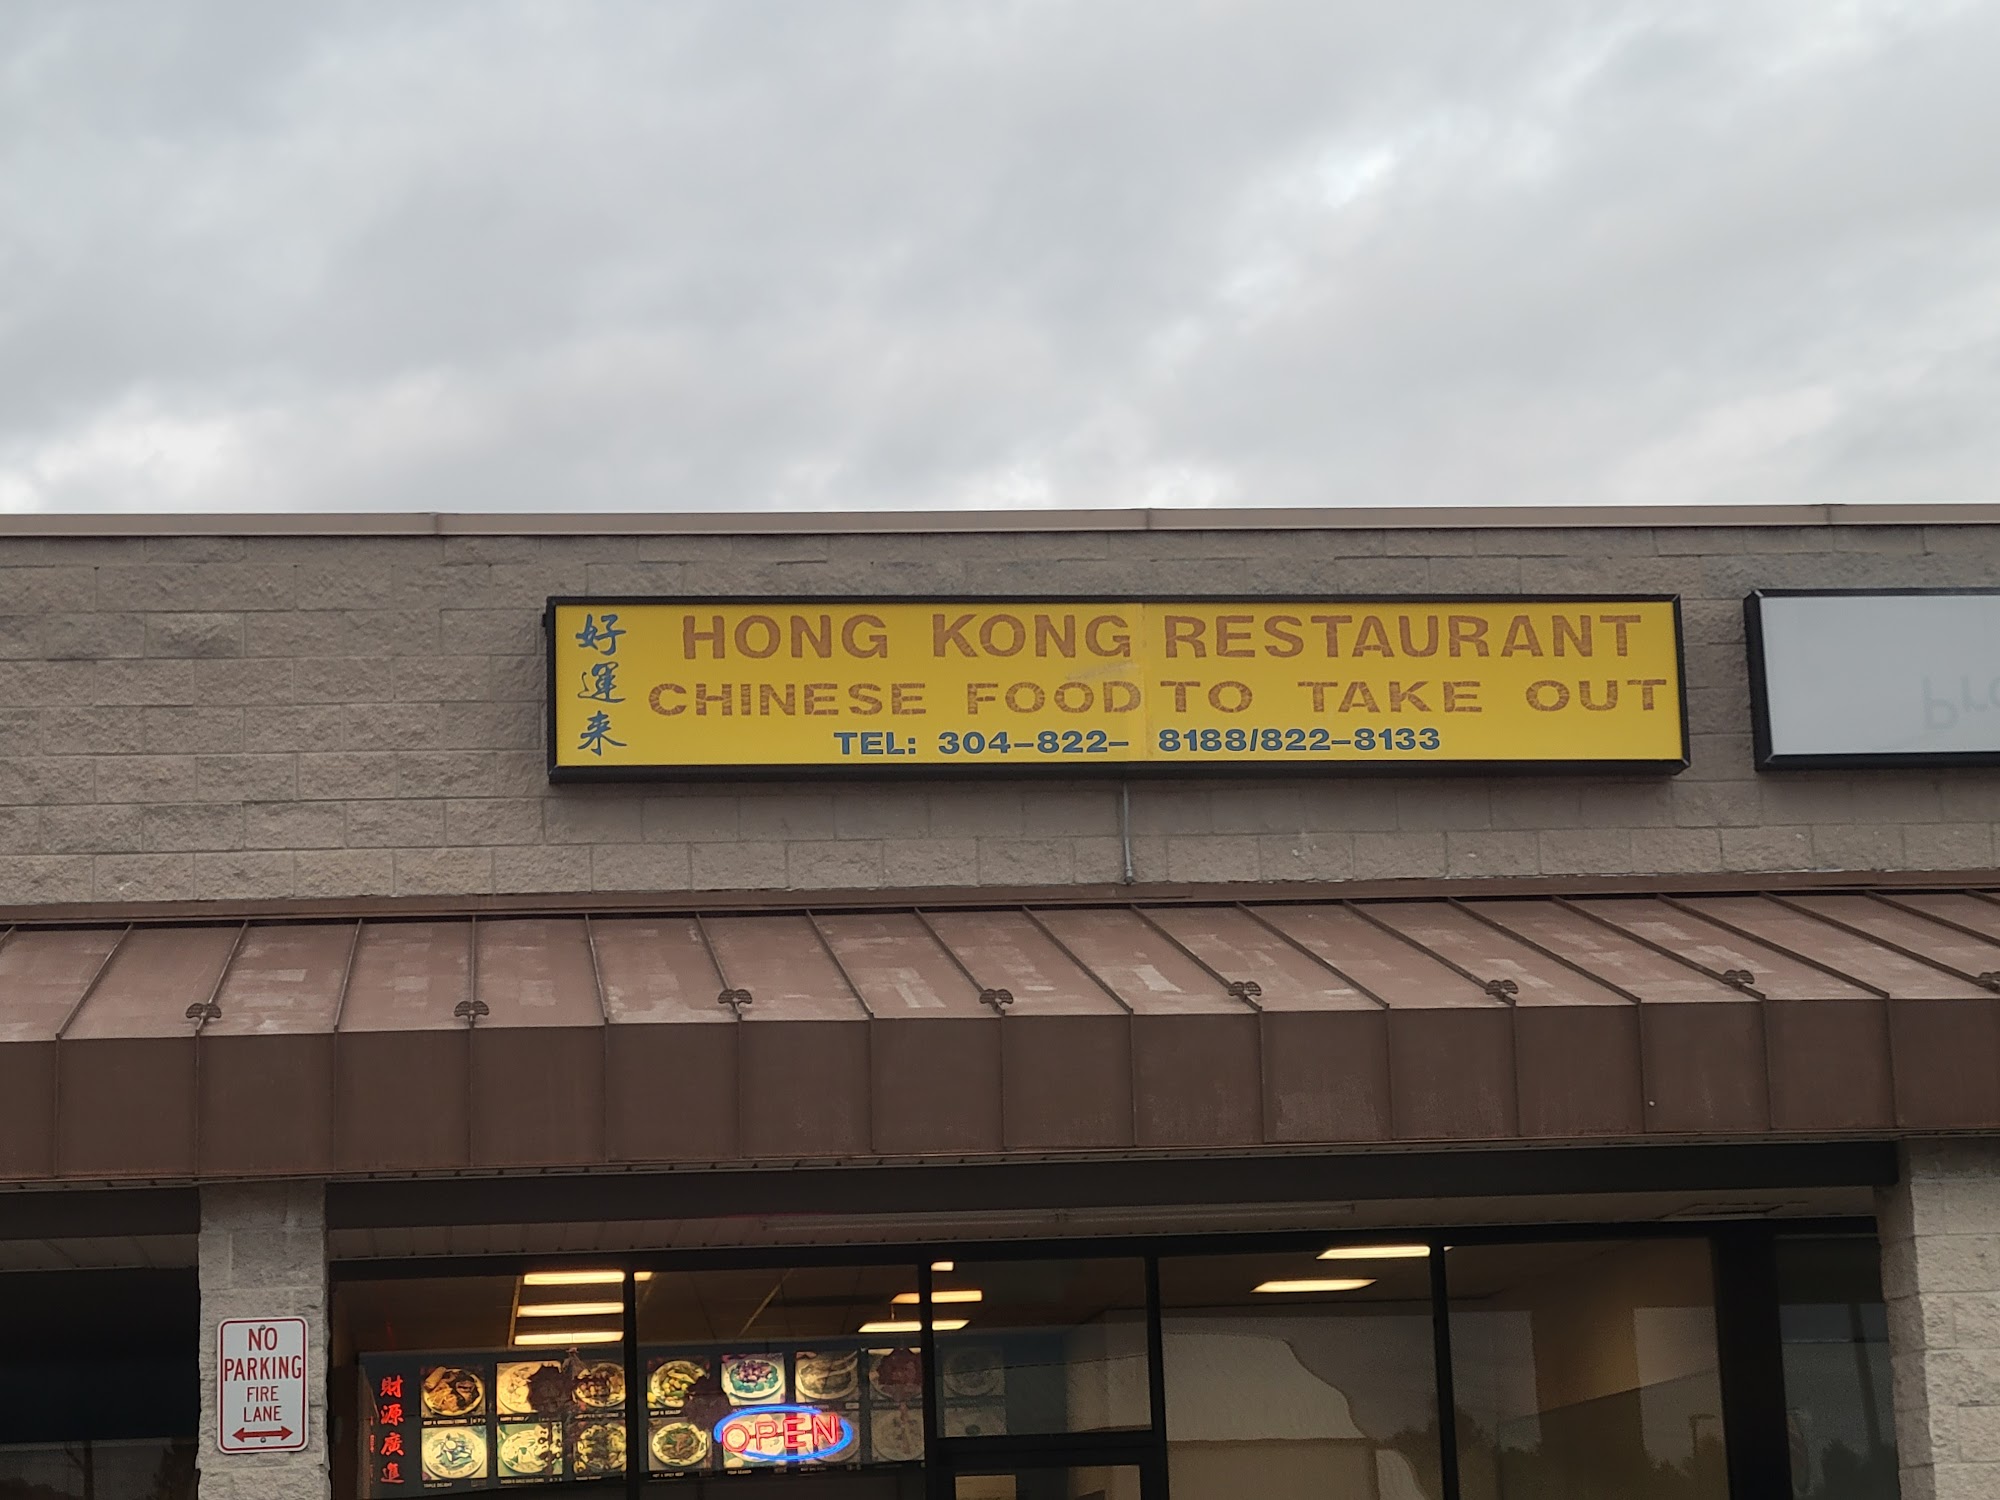 好運来
HONG KONG RESTAURANT
CHINESE FOOD TO TAKE OUT
TEL: 304-822- 8188/822-8133
NO
PARKING
FIRE
LANE
財源廣進
OPEN